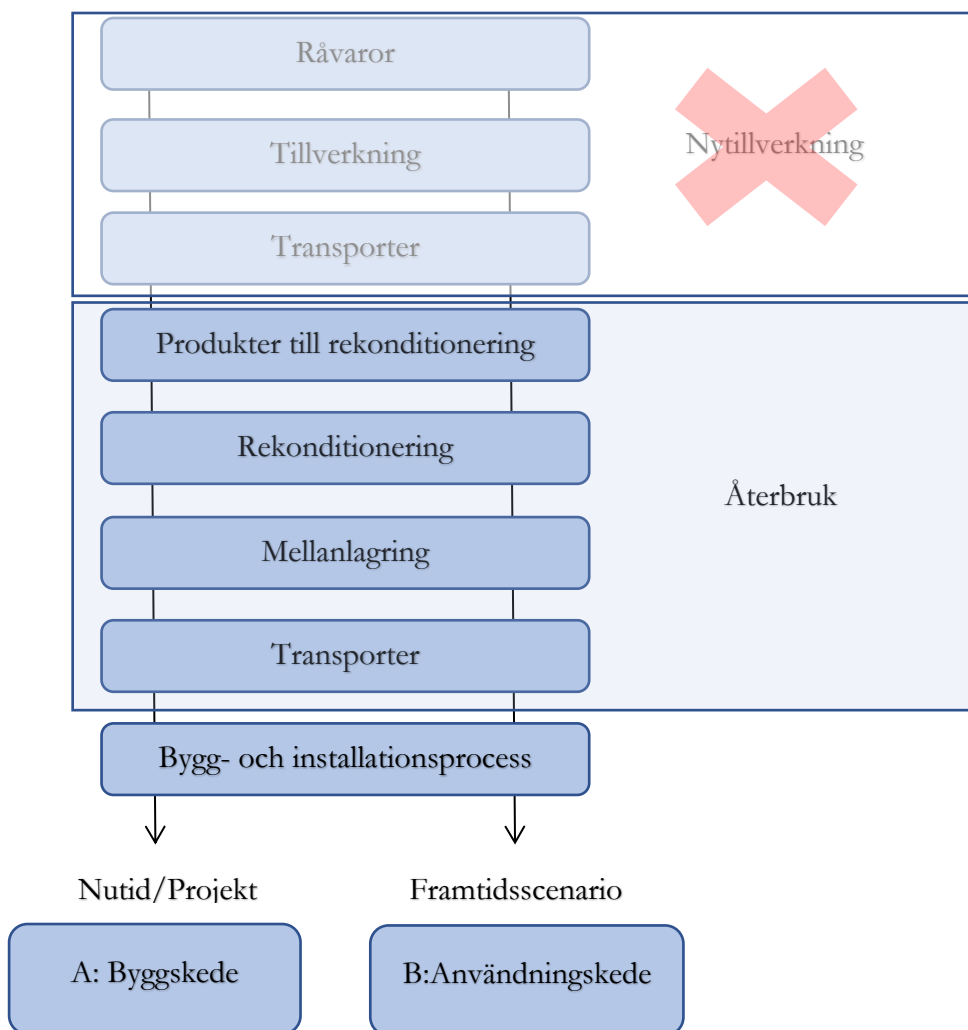 Råvaror
Tillverkning
Nytillverkning
Transporter
Produkter till rekonditionering
Rekonditionering
Återbruk
Mellanlagring
Transporter
Bygg- och installationsprocess
Nutid/Projekt
Framtidsscenario
A: Byggskede
B:Användningskede